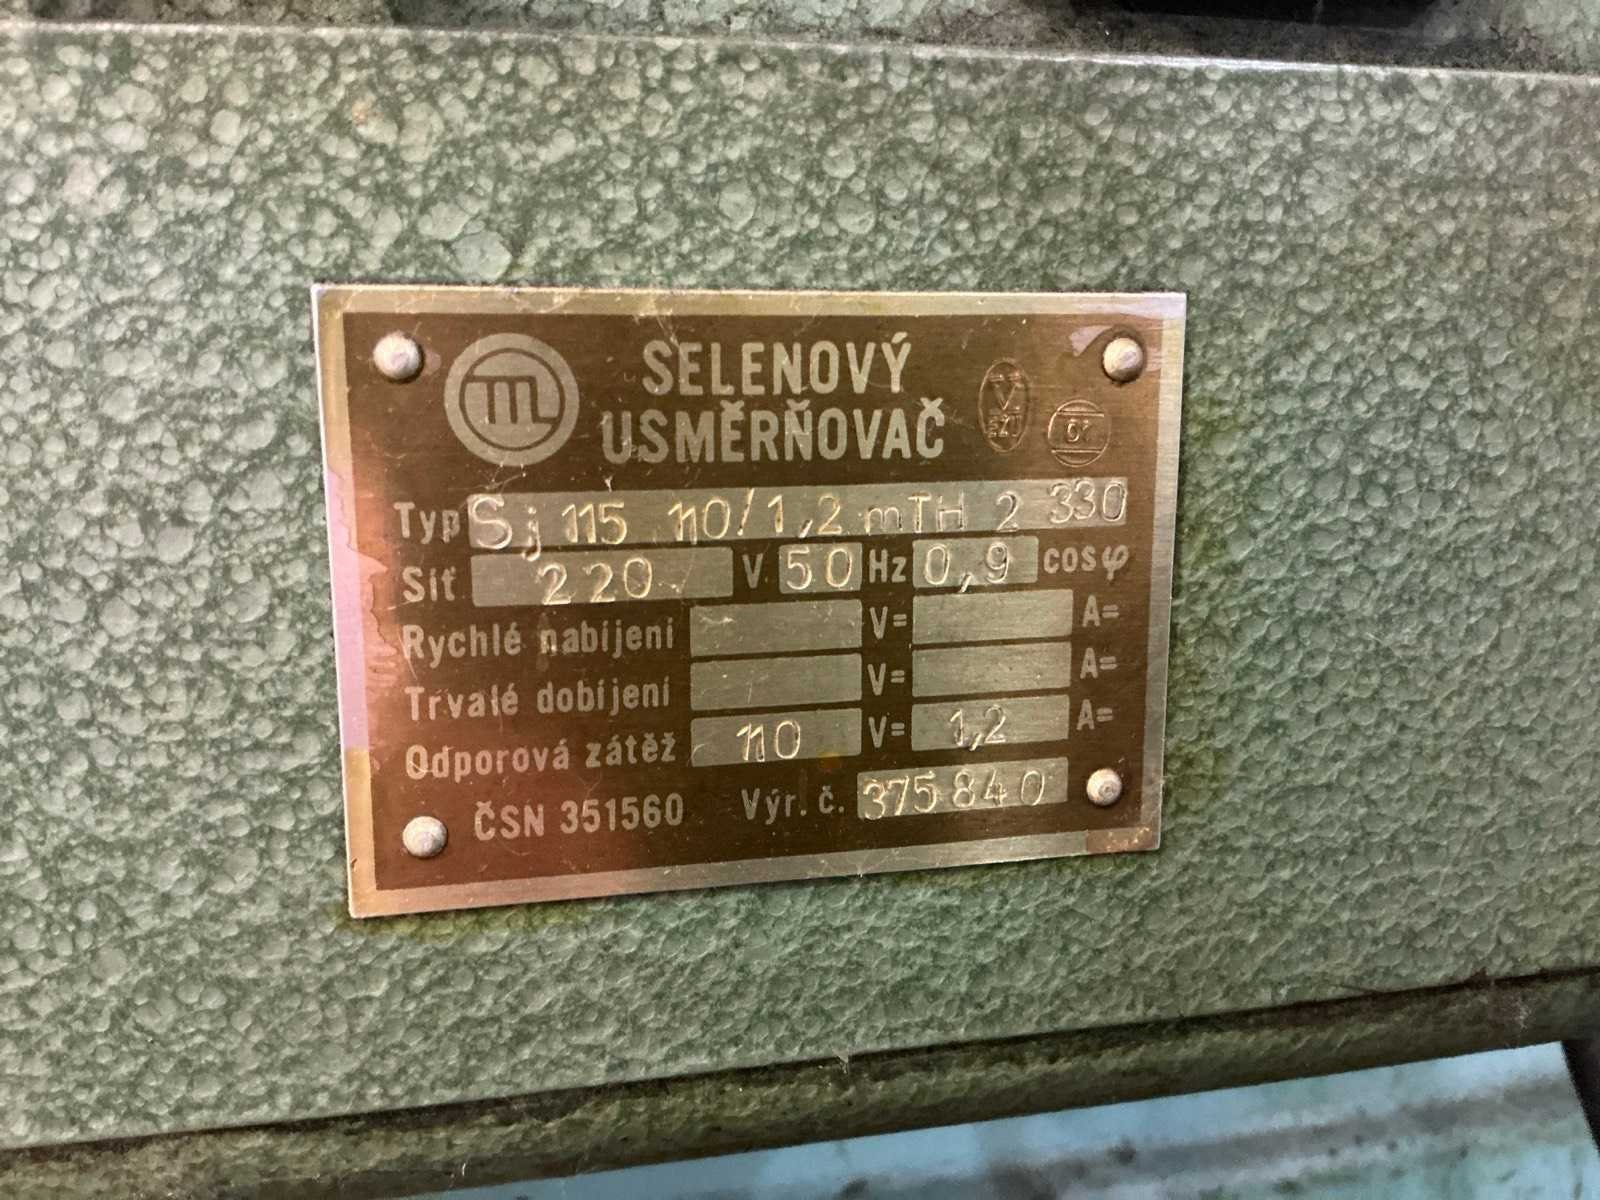 SELENOVÝ
USMĚRŇOVAČ
V
EZÚ
Typ Sj 115 110/1,2 mTH 2 330
Síť 220 V 50 Hz 0,9 cosφ
Rychlé nabíjení V= A=
Trvalé dobíjení V= A=
Odporová zátěž 110 V= 1,2 A=
ČSN 351560 Výr. č. 375840